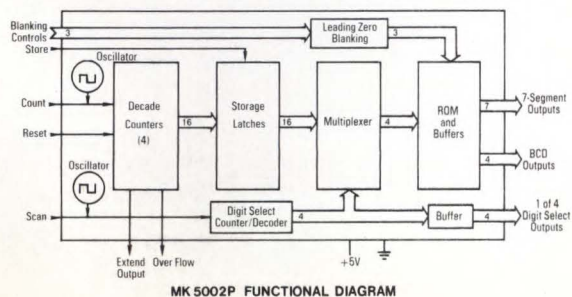 Blanking
Controls
3
Leading Zero
Blanking
3
Store
Oscillator
Count
Decade
Counters
(4)
16
Storage
Latches
16
Multiplexer
4
ROM
and
Buffers
7
7-Segment
Outputs
Reset
Oscillator
4
BCD
Outputs
Scan
Digit Select
Counter/Decoder
4
Buffer
4
1 of 4
Digit Select
Outputs
Extend
Output
Over Flow
+5V
MK 5002P FUNCTIONAL DIAGRAM